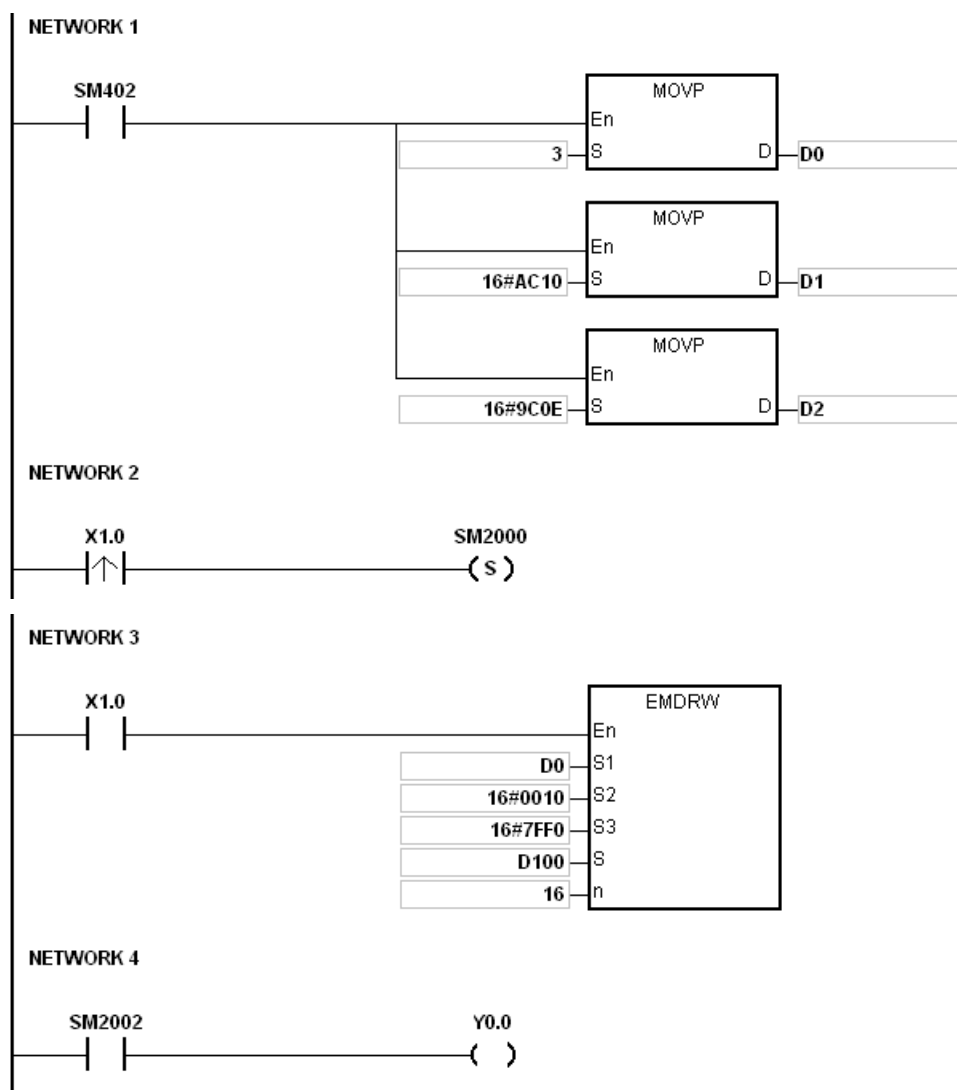 NETWORK 1
SM402
MOVP
En
3 S D D0
MOVP
En
16#AC10 S D D1
MOVP
En
16#9C0E S D D2
NETWORK 2
X1.0 SM2000
S
NETWORK 3
X1.0 EMDRW
En
D0 S1
16#0010 S2
16#7FF0 S3
D100 S
16 n
NETWORK 4
SM2002 Y0.0